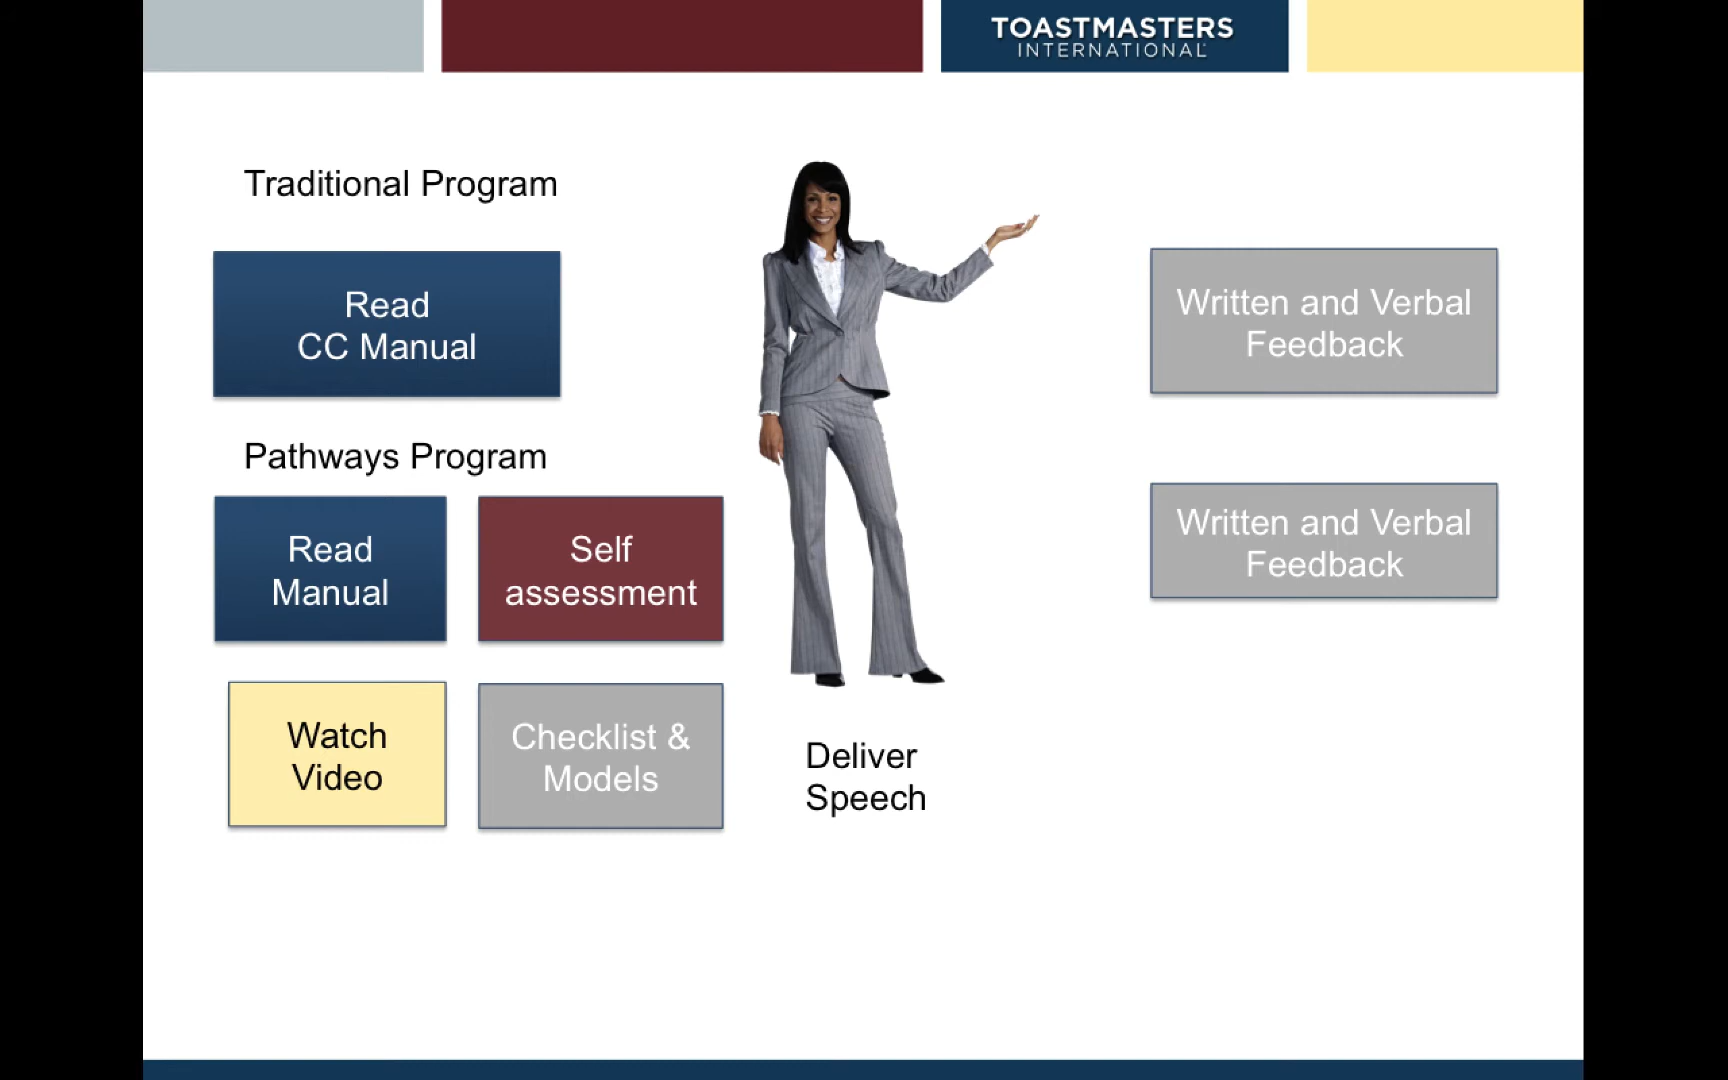 TOASTMASTERS
INTERNATIONAL
Traditional Program
Read
CC Manual
Written and Verbal
Feedback
Pathways Program
Read
Manual
Self
assessment
Written and Verbal
Feedback
Watch
Video
Checklist &
Models
Deliver
Speech